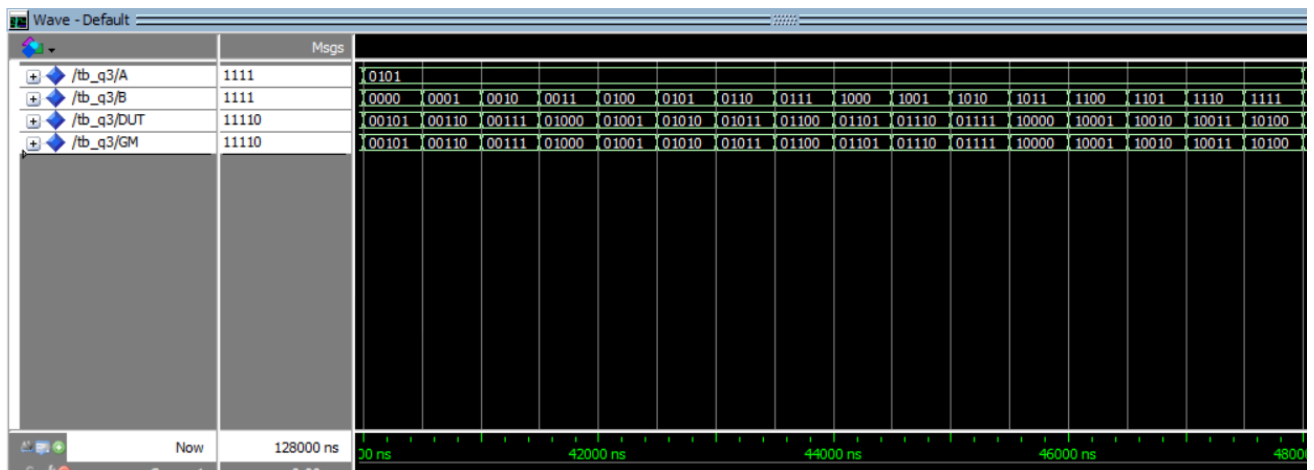 Wave - Default
Msgs
/tb_q3/A 1111 0101
/tb_q3/B 1111 0000 0001 0010 0011 0100 0101 0110 0111 1000 1001 1010 1011 1100 1101 1110 1111
/tb_q3/DUT 11110 00101 00110 00111 01000 01001 01010 01011 01100 01101 01110 01111 10000 10001 10010 10011 10100
/tb_q3/GM 11110 00101 00110 00111 01000 01001 01010 01011 01100 01101 01110 01111 10000 10001 10010 10011 10100
Now 128000 ns 00 ns 42000 ns 44000 ns 46000 ns 4800